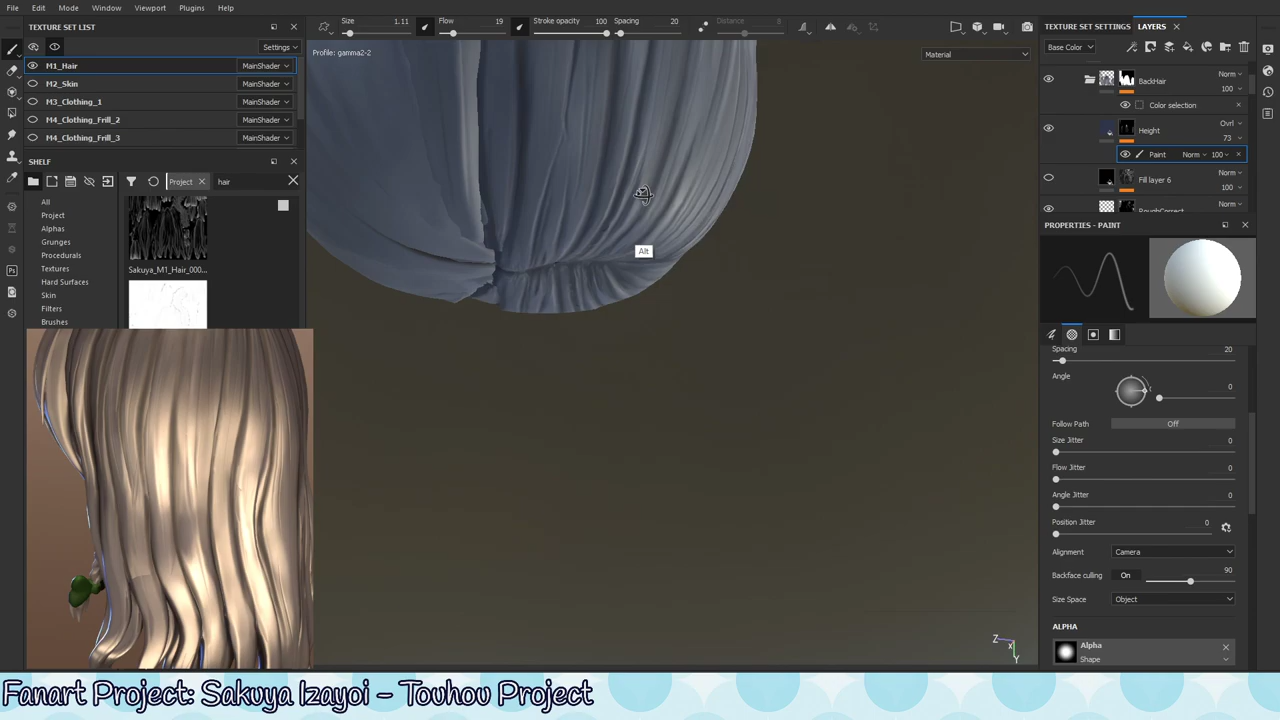 File Edit Mode Window Viewport Plugins Help
TEXTURE SET LIST
Settings
M1_Hair MainShader
M2_Skin MainShader
M3_Clothing_1 MainShader
M4_Clothing_Frill_2 MainShader
M4_Clothing_Frill_3 MainShader
SHELF
Project hair
All
Project
Alphas
Grunges
Procedurals
Textures
Hard Surfaces
Skin
Filters
Brushes
Sakuya_M1_Hair_000...
Size 1.11 Flow 19 Stroke opacity 100 Spacing 20 Distance 8
Profile: gamma2-2
Material
Alt
Z X Y
TEXTURE SET SETTINGS LAYERS
Base Color
BackHair Norm 100
Color selection
Height Ovrl 73
Paint Norm 100
Fill layer 6 Norm 100
RoughCorrect Norm
PROPERTIES - PAINT
Spacing 20
Angle 0
Follow Path Off
Size Jitter 0
Flow Jitter 0
Angle Jitter 0
Position Jitter 0
Alignment Camera
Backface culling On 90
Size Space Object
ALPHA
Alpha
Shape
Ps
Fanart Project: Sakuya Izayoi - Touhou Project